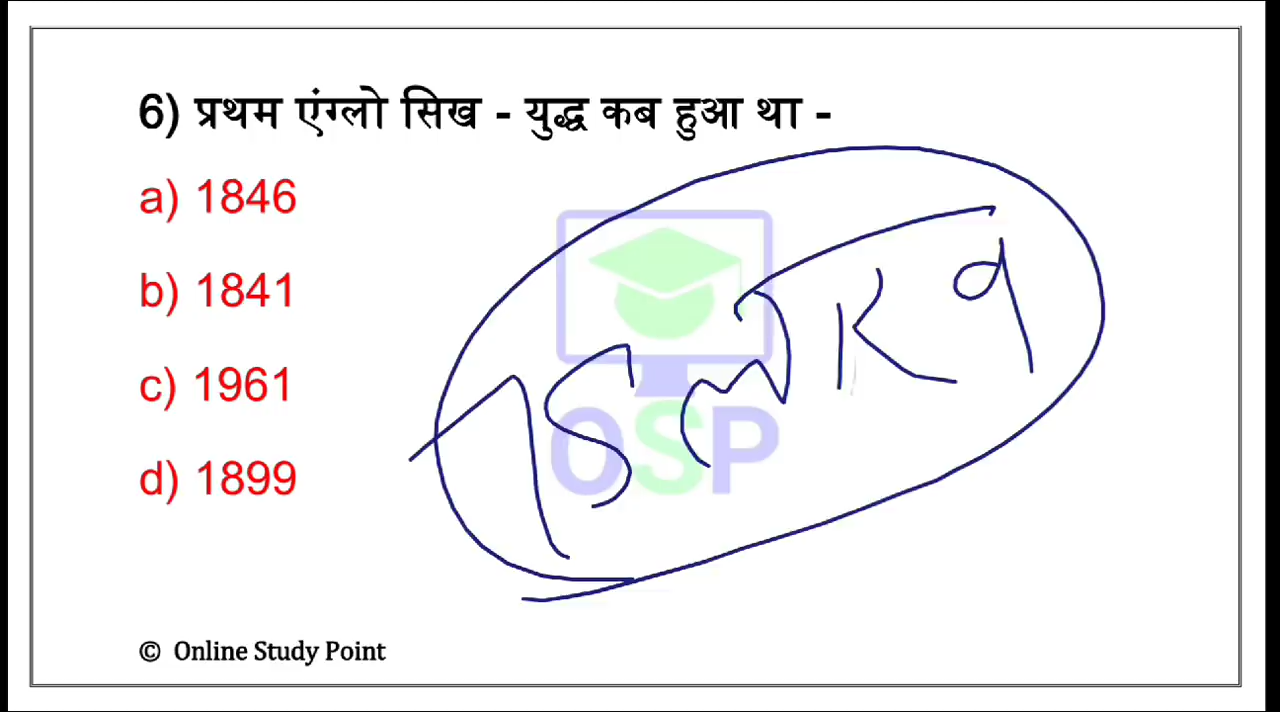 6) प्रथम एंग्लो सिख - युद्ध कब हुआ था -
a) 1846
b) 1841
c) 1961
d) 1899
OSP
© Online Study Point